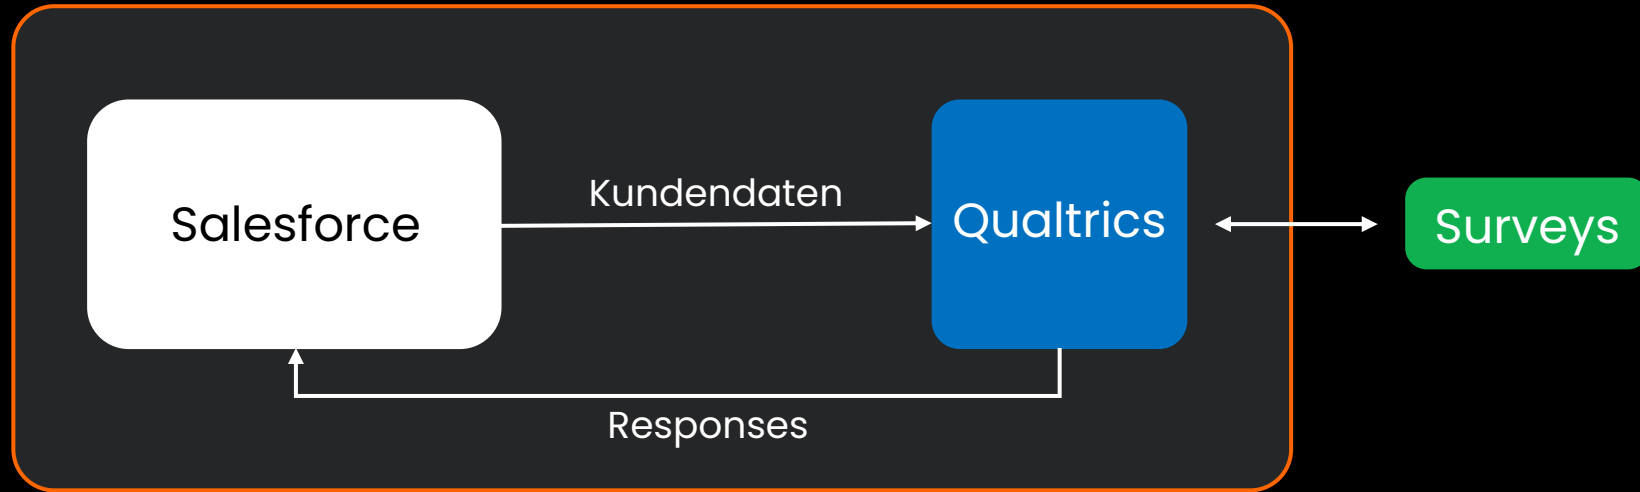 Salesforce
Kundendaten
Qualtrics
Surveys
Responses